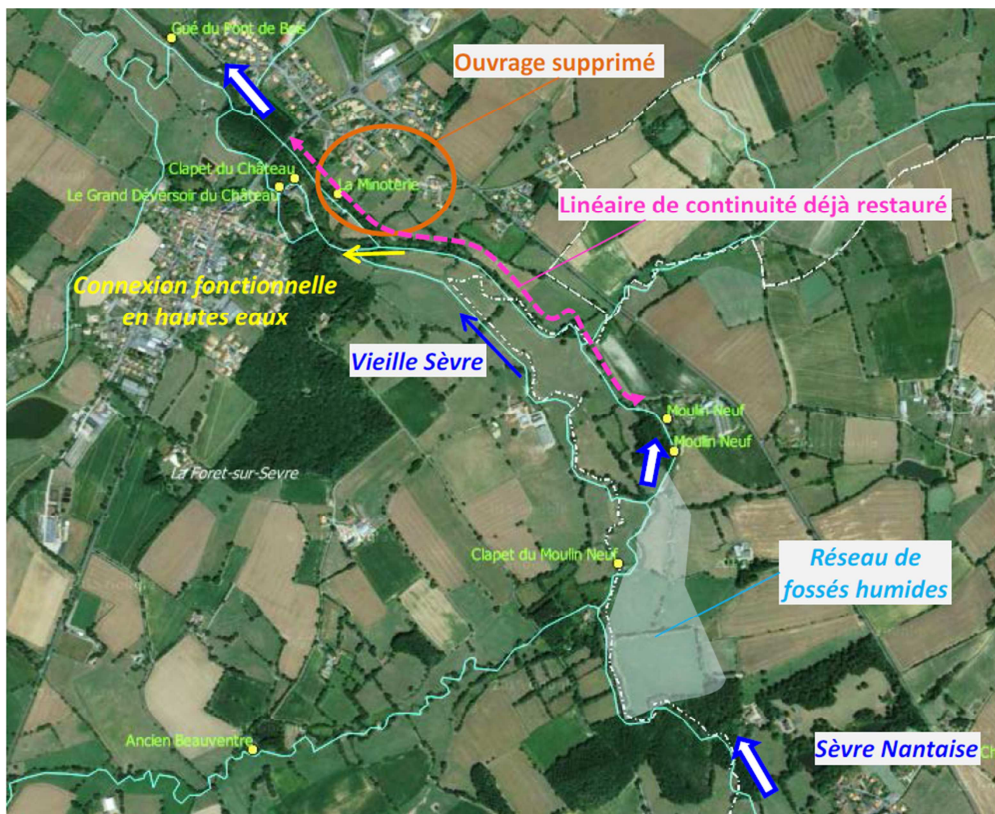 Gué du Pont de Bois
Ouvrage supprimé
Clapet du Château
La Minoterie
Le Grand Déversoir du Château
Linéaire de continuité déjà restauré
Connexion fonctionnelle
en hautes eaux
Vieille Sèvre
Moulin Neuf
Moulin Neuf
La Foret-sur-Sevre
Clapet du Moulin Neuf
Réseau de
fossés humides
Ancien Beauventre
Sèvre Nantaise